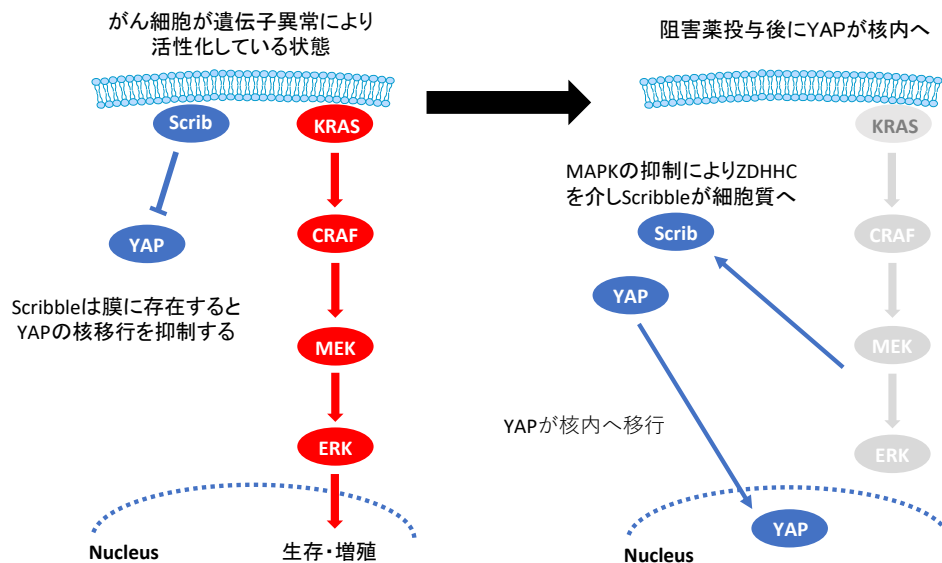 がん細胞が遺伝子異常により
活性化している状態
Scrib
KRAS
YAP
CRAF
Scribbleは膜に存在すると
YAPの核移行を抑制する
MEK
ERK
Nucleus
生存・増殖
阻害薬投与後にYAPが核内へ
KRAS
MAPKの抑制によりZDHHC
を介しScribbleが細胞質へ
Scrib
CRAF
YAP
MEK
YAPが核内へ移行
ERK
YAP
Nucleus